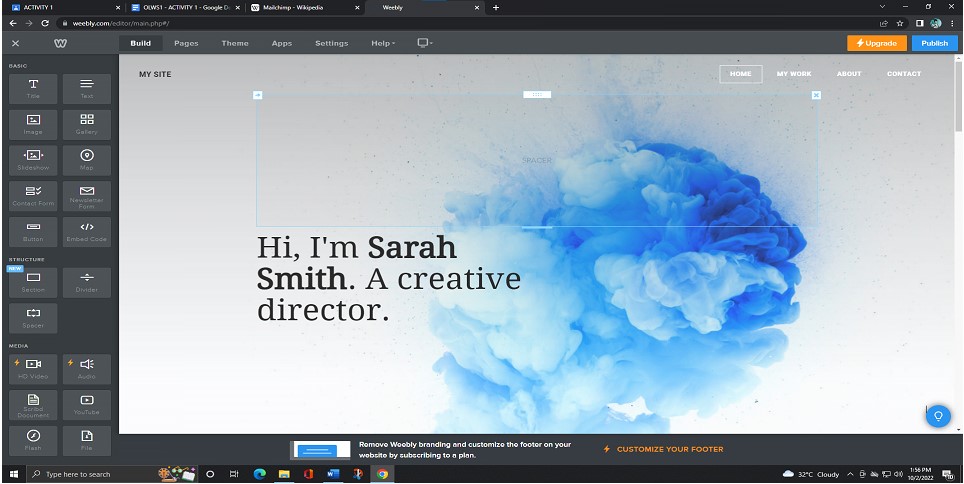 ACTIVITY 1
OLWS1 - ACTIVITY 1 - Google Do
Mailchimp - Wikipedia
Weebly
weebly.com/editor/main.php#/
Build Pages Theme Apps Settings Help
Upgrade Publish
BASIC
Title Text
Image Gallery
Slideshow Map
Contact Form Newsletter
Form
Button Embed Code
STRUCTURE
NEW
Section Divider
Spacer
MEDIA
HD Video Audio
Scribd
Document YouTube
Flash File
MY SITE
HOME MY WORK ABOUT CONTACT
SPACER
Hi, I'm Sarah
Smith. A creative
director.
Remove Weebly branding and customize the footer on your
website by subscribing to a plan.
CUSTOMIZE YOUR FOOTER
Type here to search
32°C Cloudy
1:56 PM
10/2/2022